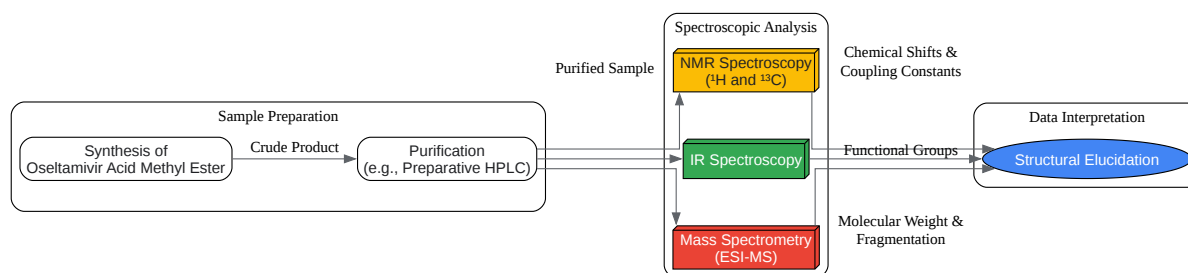 Sample Preparation
Synthesis of
Oseltamivir Acid Methyl Ester
Crude Product
Purification
(e.g., Preparative HPLC)
Purified Sample
Spectroscopic Analysis
NMR Spectroscopy
(¹H and ¹³C)
IR Spectroscopy
Mass Spectrometry
(ESI-MS)
Chemical Shifts &
Coupling Constants
Functional Groups
Molecular Weight &
Fragmentation
Data Interpretation
Structural Elucidation